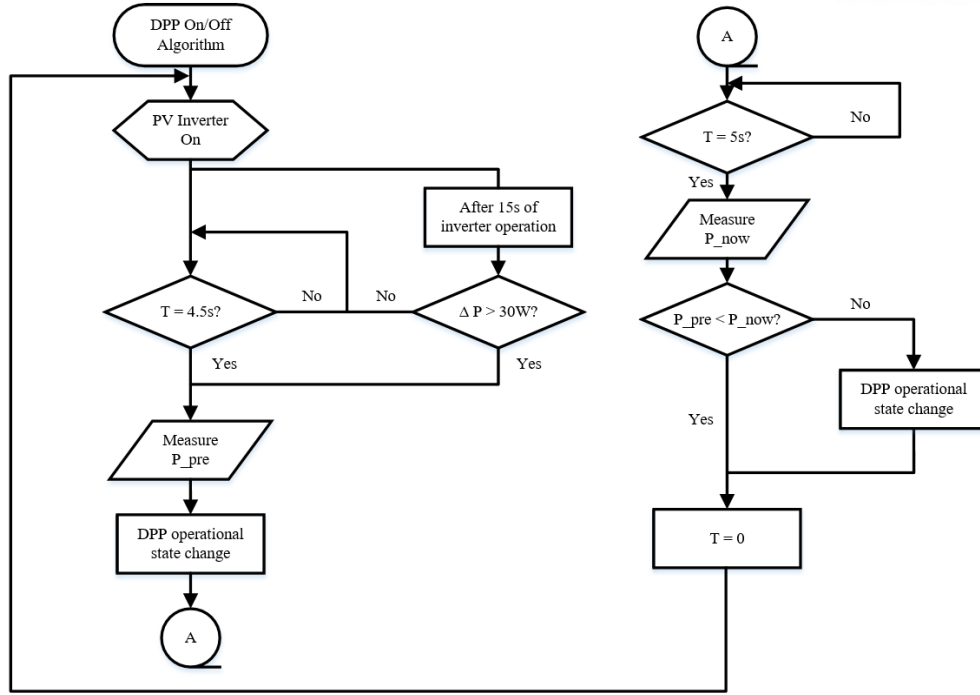 DPP On/Off
Algorithm
PV Inverter
On
After 15s of
inverter operation
T = 4.5s?
No
No
Δ P > 30W?
Yes
Yes
Measure
P_pre
DPP operational
state change
A
A
T = 5s?
No
Yes
Measure
P_now
P_pre < P_now?
No
DPP operational
state change
Yes
T = 0